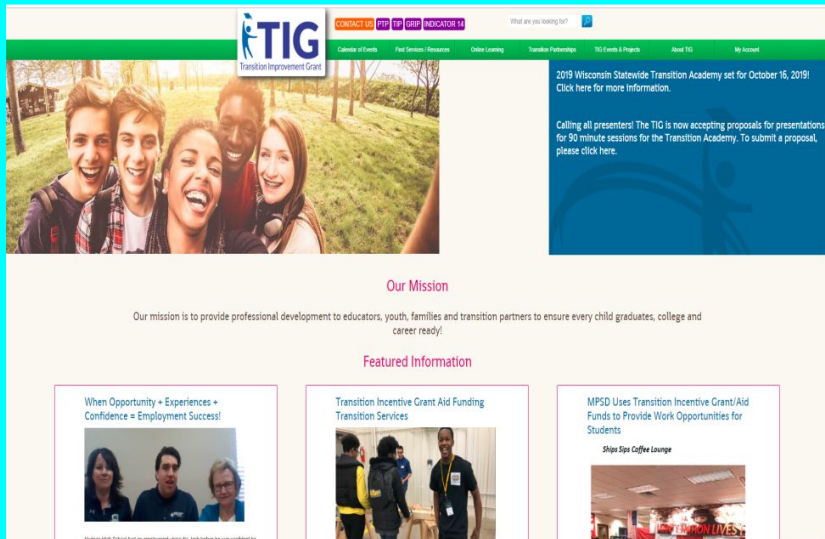 TIG
Transition Improvement Grant
CONTACT US PTP TIP GRIP INDICATOR 14
What are you looking for?
Calendar of Events Find Services / Resources Online Learning Transition Partnerships TIG Events & Projects About TIG My Account
2019 Wisconsin Statewide Transition Academy set for October 16, 2019!
Click here for more information.
Calling all presenters! The TIG is now accepting proposals for presentations
for 90 minute sessions for the Transition Academy. To submit a proposal,
please click here.
Our Mission
Our mission is to provide professional development to educators, youth, families and transition partners to ensure every child graduates, college and
career ready!
Featured Information
When Opportunity + Experiences +
Confidence = Employment Success!
Transition Incentive Grant Aid Funding
Transition Services
MPSD Uses Transition Incentive Grant/Aid
Funds to Provide Work Opportunities for
Students
Ships Sips Coffee Lounge